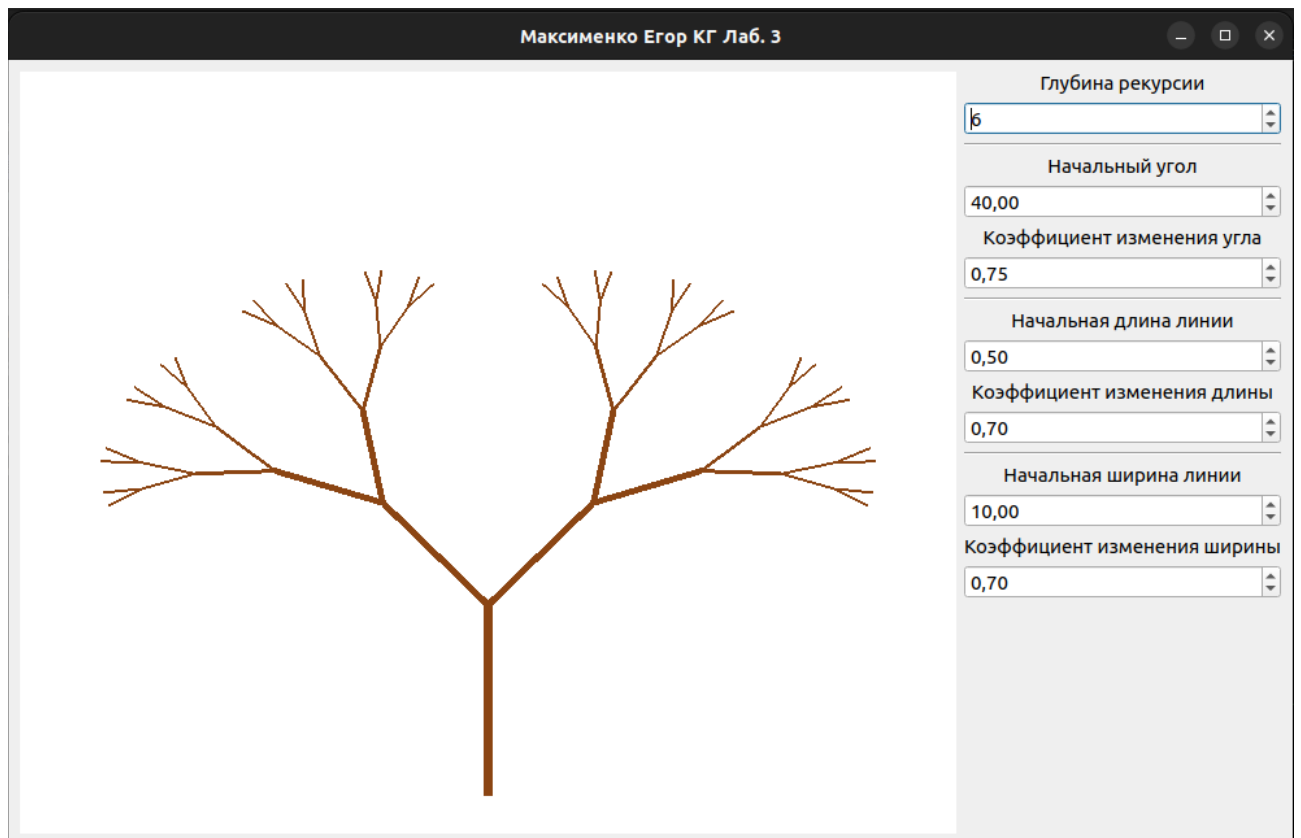 Максименко Егор КГ Лаб. 3
Глубина рекурсии
6
Начальный угол
40,00
Коэффициент изменения угла
0,75
Начальная длина линии
0,50
Коэффициент изменения длины
0,70
Начальная ширина линии
10,00
Коэффициент изменения ширины
0,70